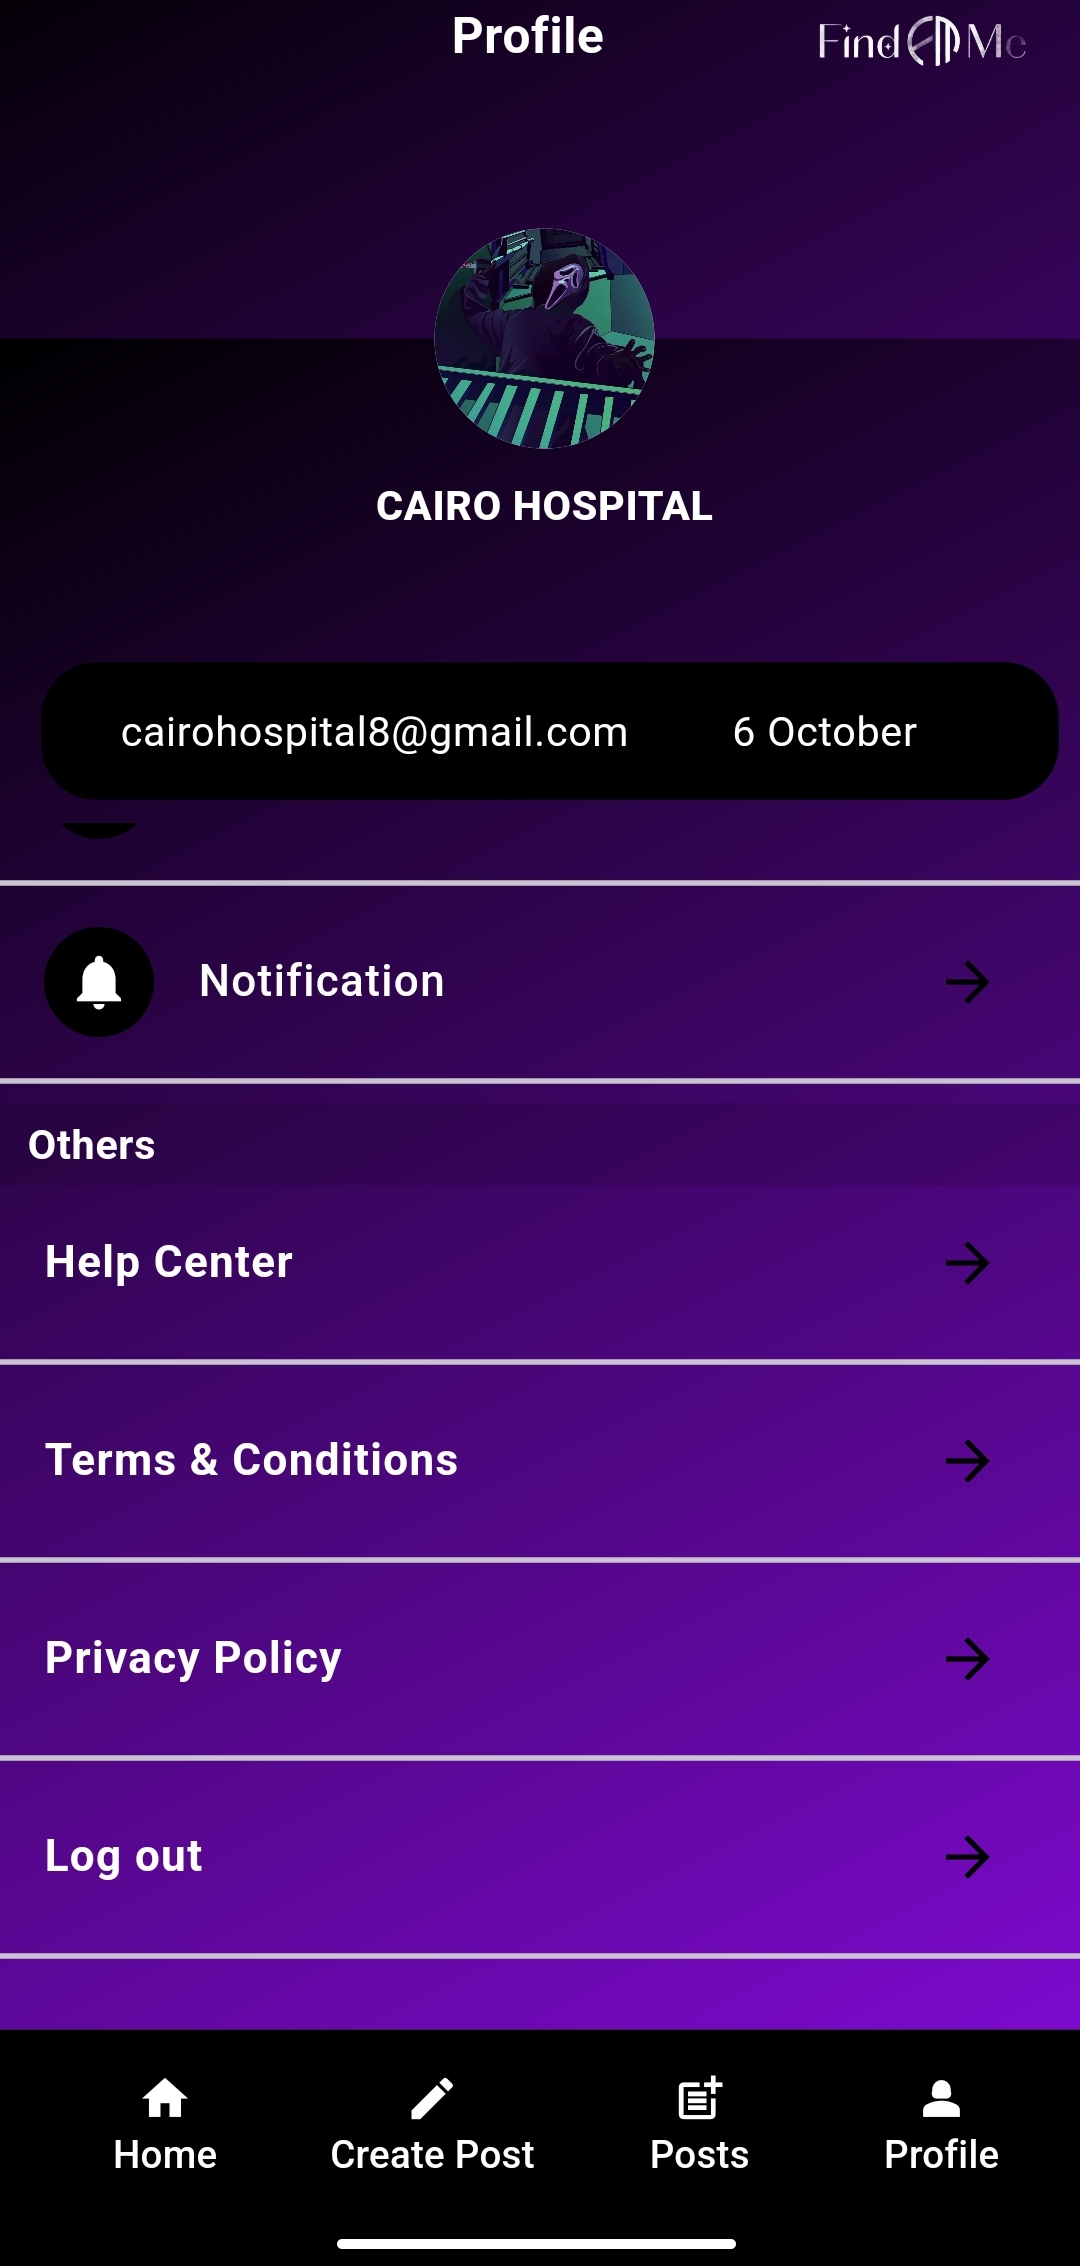 Profile
Find Me
CAIRO HOSPITAL
cairohospital8@gmail.com 6 October
Notification
Others
Help Center
Terms & Conditions
Privacy Policy
Log out
Home Create Post Posts Profile